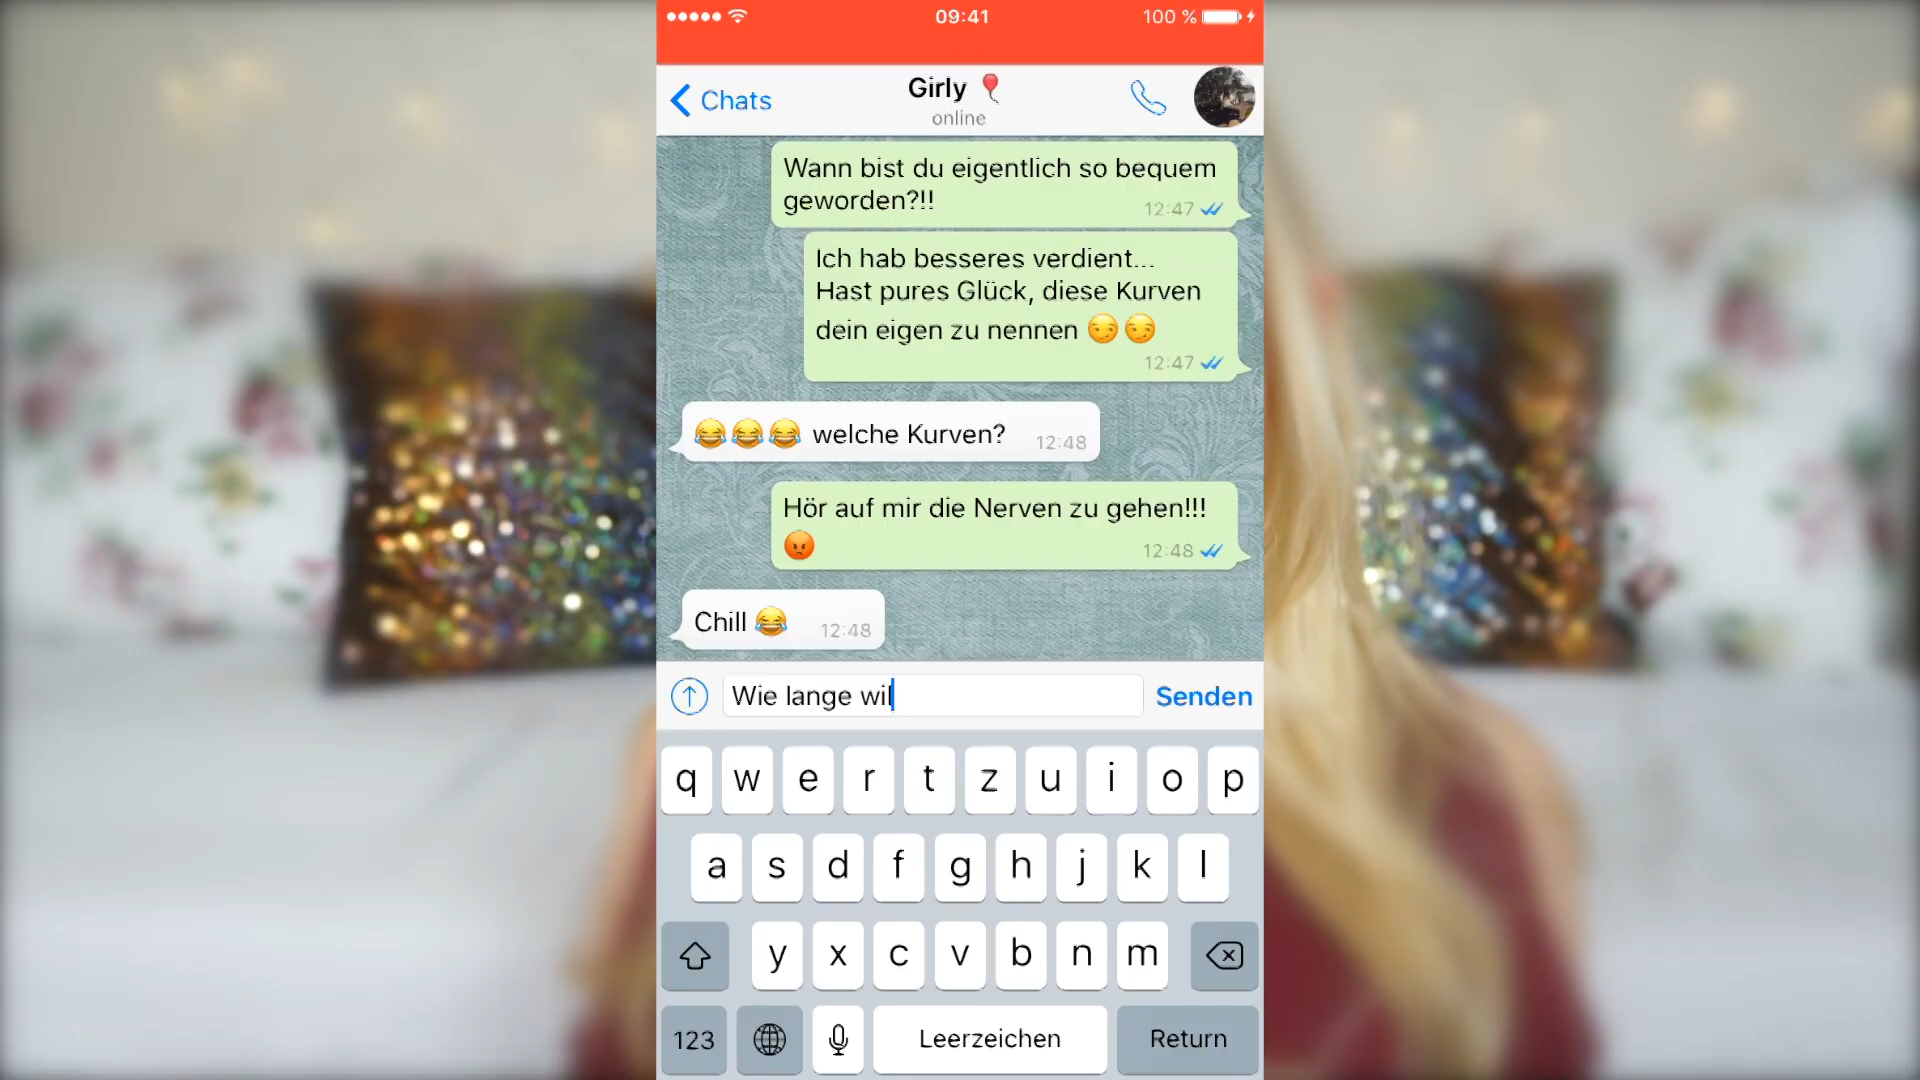 09:41
100 %
Chats
Girly 🎈
online
Wann bist du eigentlich so bequem
geworden?!!
12:47
Ich hab besseres verdient...
Hast pures Glück, diese Kurven
dein eigen zu nennen 😏😏
12:47
😂😂😂 welche Kurven?
12:48
Hör auf mir die Nerven zu gehen!!!
😡
12:48
Chill 😂
12:48
Wie lange wil
Senden
q w e r t z u i o p
a s d f g h j k l
y x c v b n m
123
Leerzeichen
Return